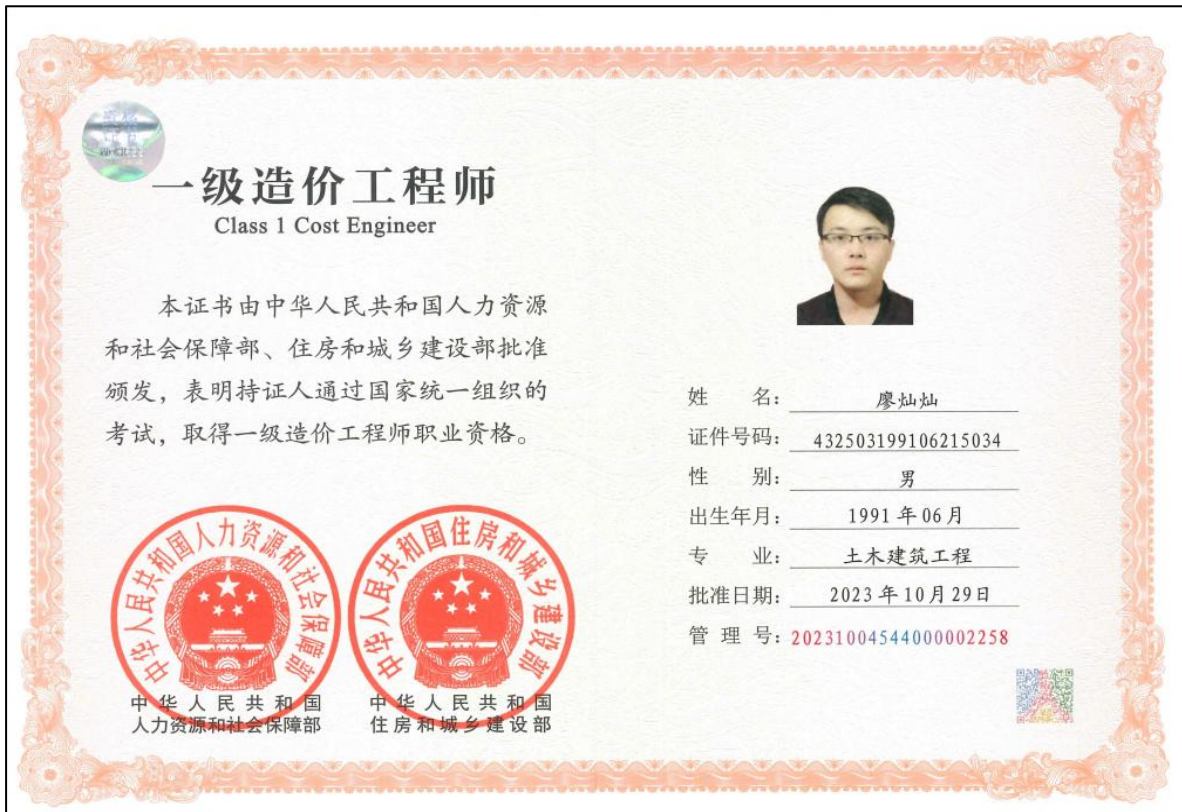 一级造价工程师
Class 1 Cost Engineer
本证书由中华人民共和国人力资源
和社会保障部、住房和城乡建设部批准
颁发，表明持证人通过国家统一组织的
考试，取得一级造价工程师职业资格。
中华人民共和国人力资源和社会保障部
中华人民共和国住房和城乡建设部
中华人民共和国
人力资源和社会保障部
中华人民共和国
住房和城乡建设部
姓名：廖灿灿
证件号码：432503199106215034
性别：男
出生年月：1991年06月
专业：土木建筑工程
批准日期：2023年10月29日
管理号：20231004544000002258